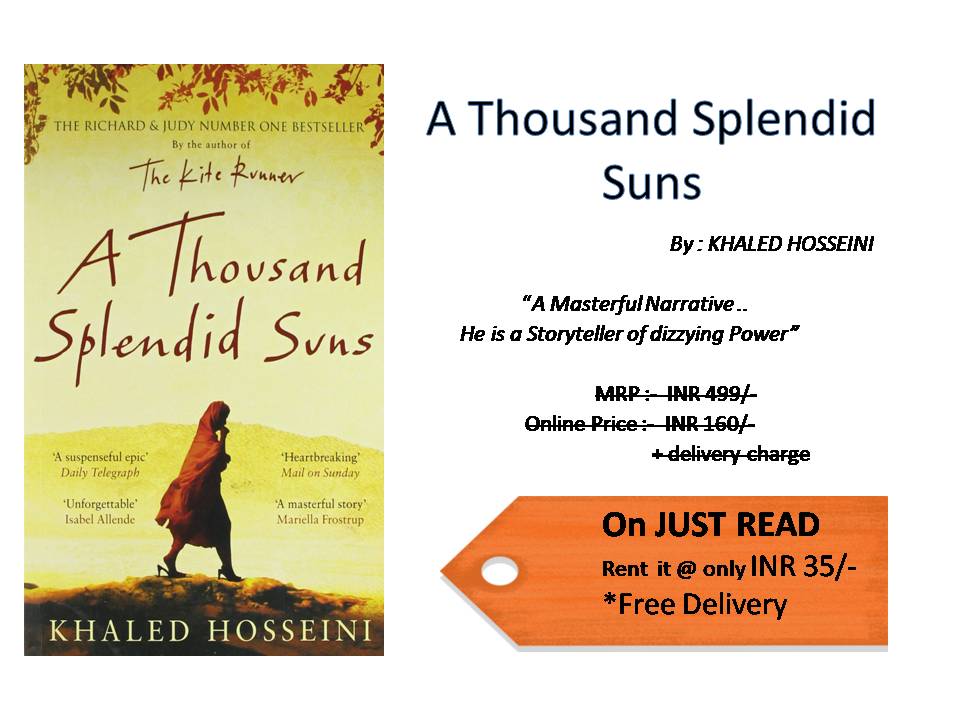 THE RICHARD & JUDY NUMBER ONE BESTSELLER
By the author of
The Kite Runner
A Thousand
Splendid Suns
'A suspenseful epic'
Daily Telegraph
'Heartbreaking'
Mail on Sunday
'Unforgettable'
Isabel Allende
'A masterful story'
Mariella Frostrup
KHALED HOSSEINI
A Thousand Splendid
Suns
By : KHALED HOSSEINI
“A Masterful Narrative ..
He is a Storyteller of dizzying Power”
MRP :- INR 499/-
Online Price :- INR 160/-
+ delivery charge
On JUST READ
Rent it @ only INR 35/-
*Free Delivery